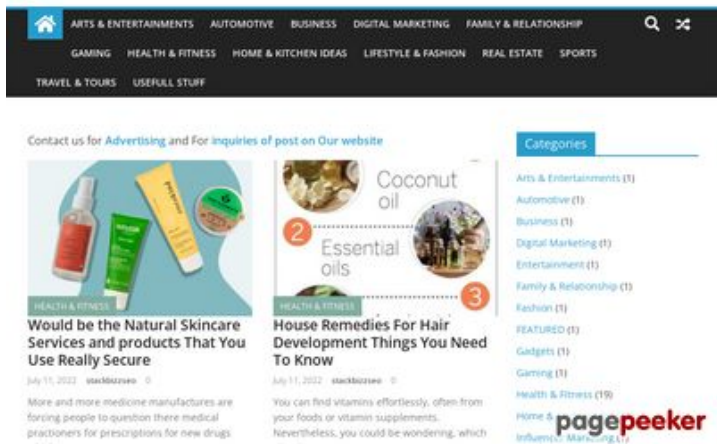 ARTS & ENTERTAINMENTS AUTOMOTIVE BUSINESS DIGITAL MARKETING FAMILY & RELATIONSHIP
GAMING HEALTH & FITNESS HOME & KITCHEN IDEAS LIFESTYLE & FASHION REAL ESTATE SPORTS
TRAVEL & TOURS USEFULL STUFF
Contact us for Advertising and For inquiries of post on Our website
HEALTH & FITNESS
Would be the Natural Skincare
Services and products That You
Use Really Secure
July 11, 2022 stackbizzseo 0
More and more medicine manufactures are
forcing people to question there medical
practioners for prescriptions for new drugs
Coconut
oil
2
Essential
oils
3
HEALTH & FITNESS
House Remedies For Hair
Development Things You Need
To Know
July 11, 2022 stackbizzseo 0
You can find vitamins effortlessly, often from
your foods or vitamin supplements.
Nevertheless, you could be wondering, which
Categories
Arts & Entertainments (1)
Automotive (1)
Business (1)
Digital Marketing (1)
Entertainment (1)
Family & Relationship (1)
Fashion (1)
FEATURED (1)
Gadgets (1)
Gaming (1)
Health & Fitness (19)
Home &
Influencer Marketing (1)
pagepeeker